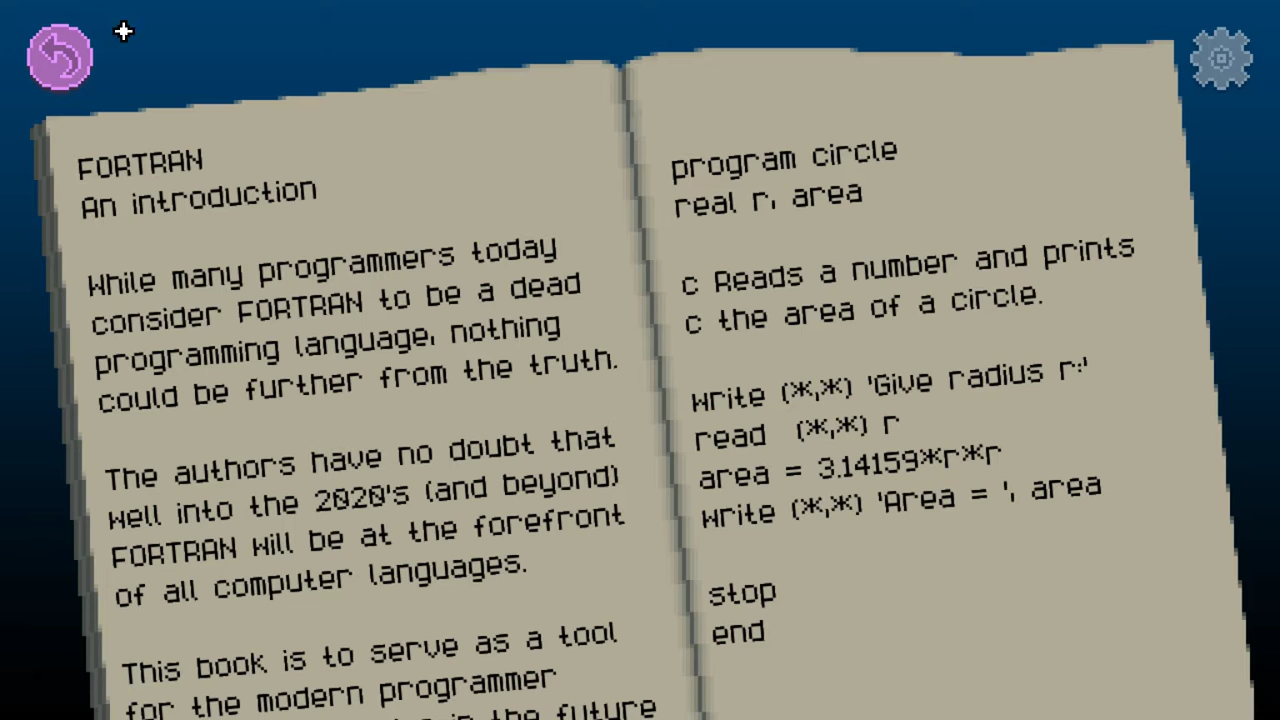 FORTRAN
An introduction
While many programmers today
consider FORTRAN to be a dead
programming language, nothing
could be further from the truth.
The authors have no doubt that
well into the 2020's (and beyond)
FORTRAN will be at the forefront
of all computer languages.
This book is to serve as a tool
for the modern programmer
in the future
program circle
real r, area
c Reads a number and prints
c the area of a circle.
write (*,*) 'Give radius r:'
read (*,*) r
area = 3.14159*r*r
write (*,*) 'Area = ', area
stop
end